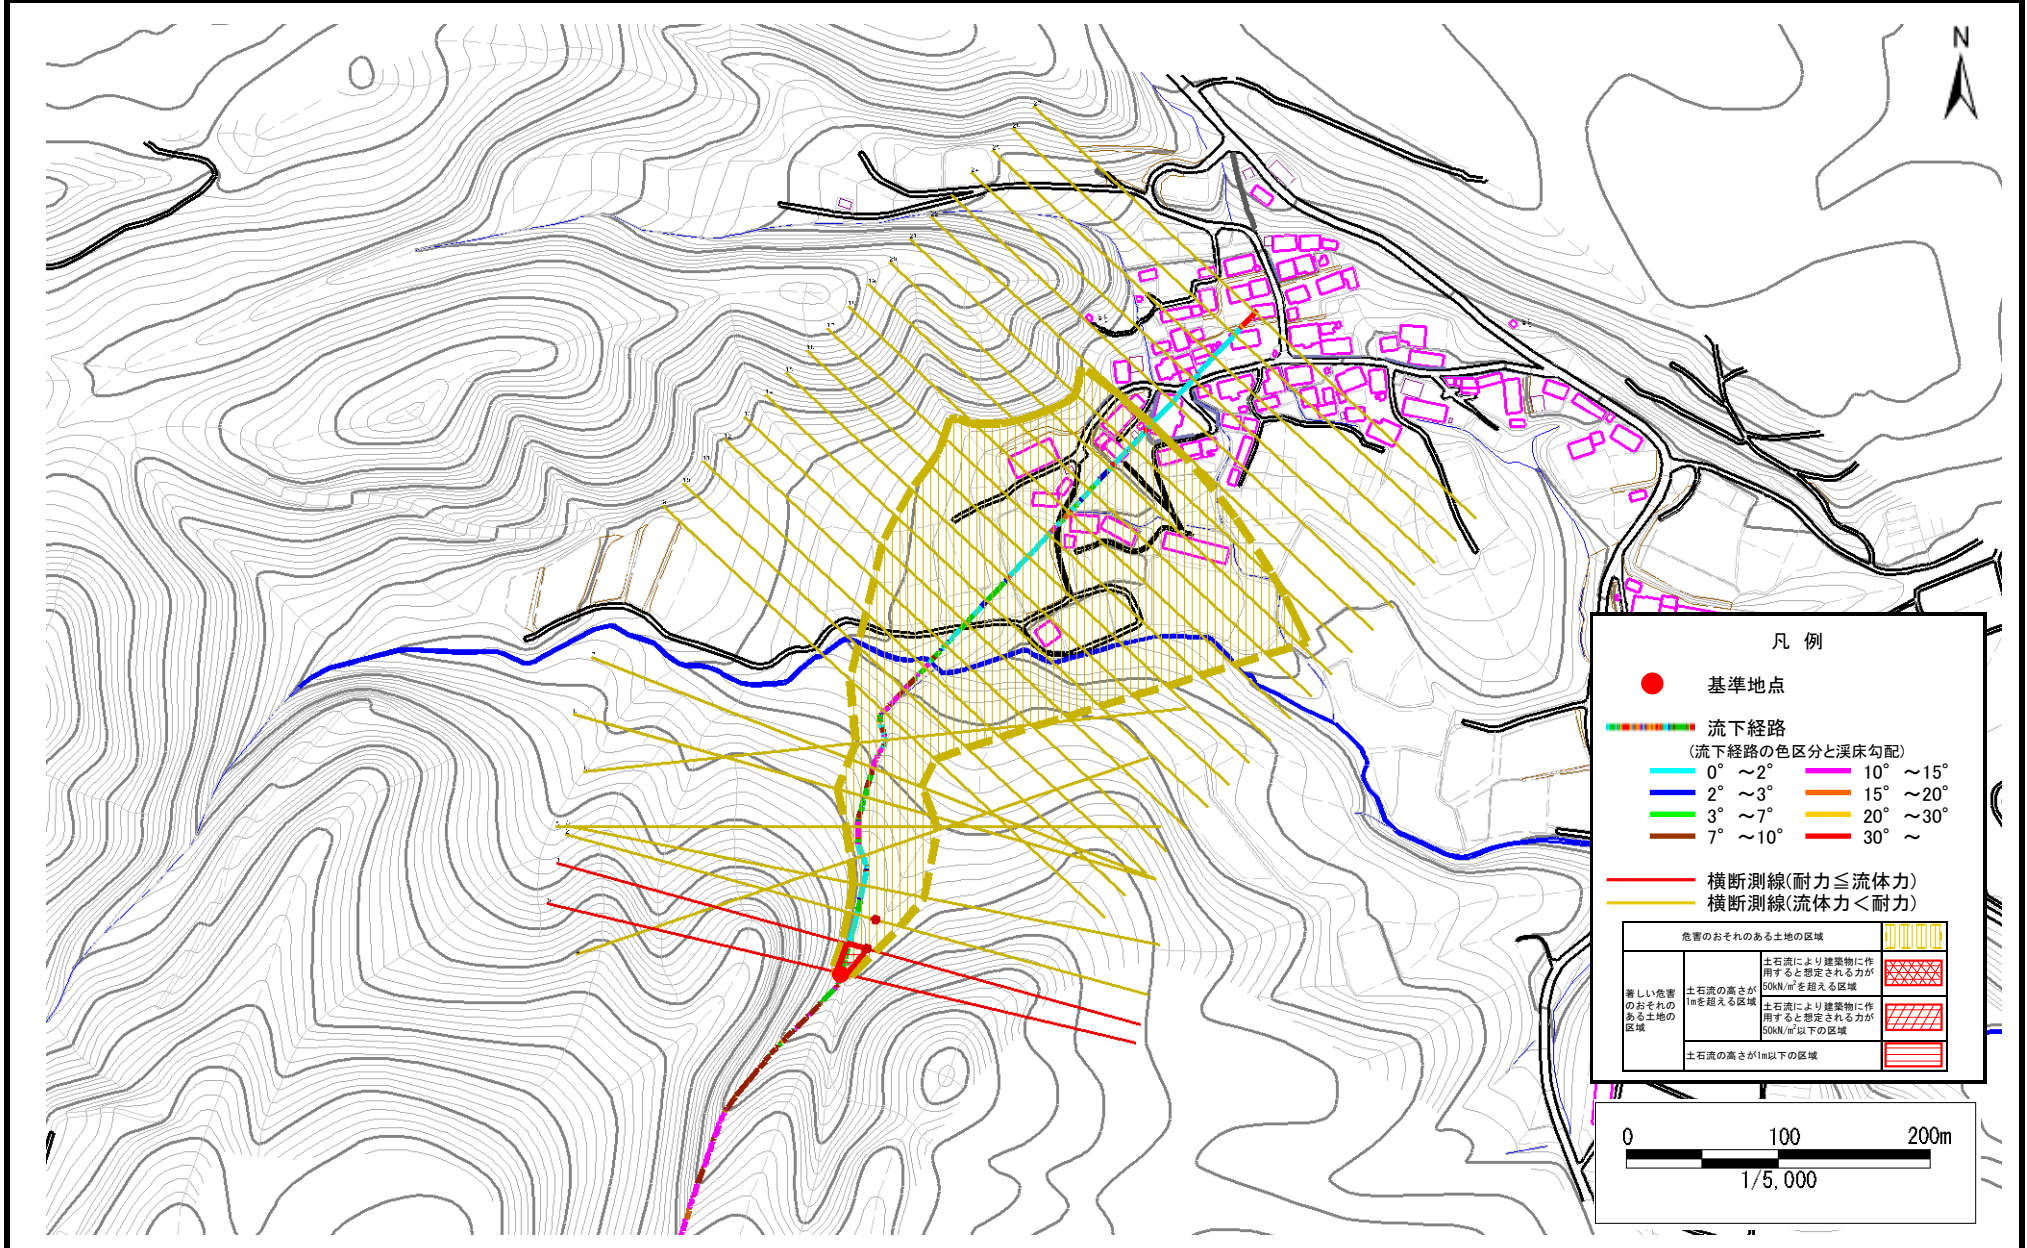 N
凡 例
基準地点
流下経路
(流下経路の色区分と渓床勾配)
0° ～2°
10° ～15°
2° ～3°
15° ～20°
3° ～7°
20° ～30°
7° ～10°
30° ～
横断測線(耐力≦流体力)
横断測線(流体力＜耐力)
危害のおそれのある土地の区域
著しい危害
のおそれの
ある土地の
区域
土石流の高さが
1mを超える区域
土石流により建築物に作
用すると想定される力が
50kN/m²を超える区域
土石流により建築物に作
用すると想定される力が
50kN/m²以下の区域
土石流の高さが1m以下の区域
0 100 200m
1/5,000